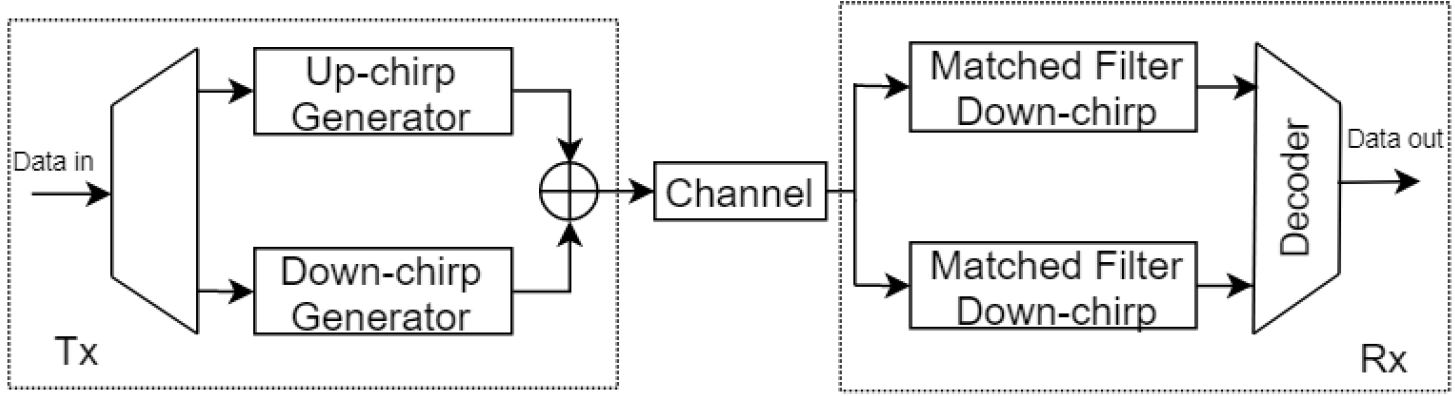 Data in
Up-chirp
Generator
Down-chirp
Generator
Tx
Channel
Matched Filter
Down-chirp
Matched Filter
Down-chirp
Decoder
Data out
Rx